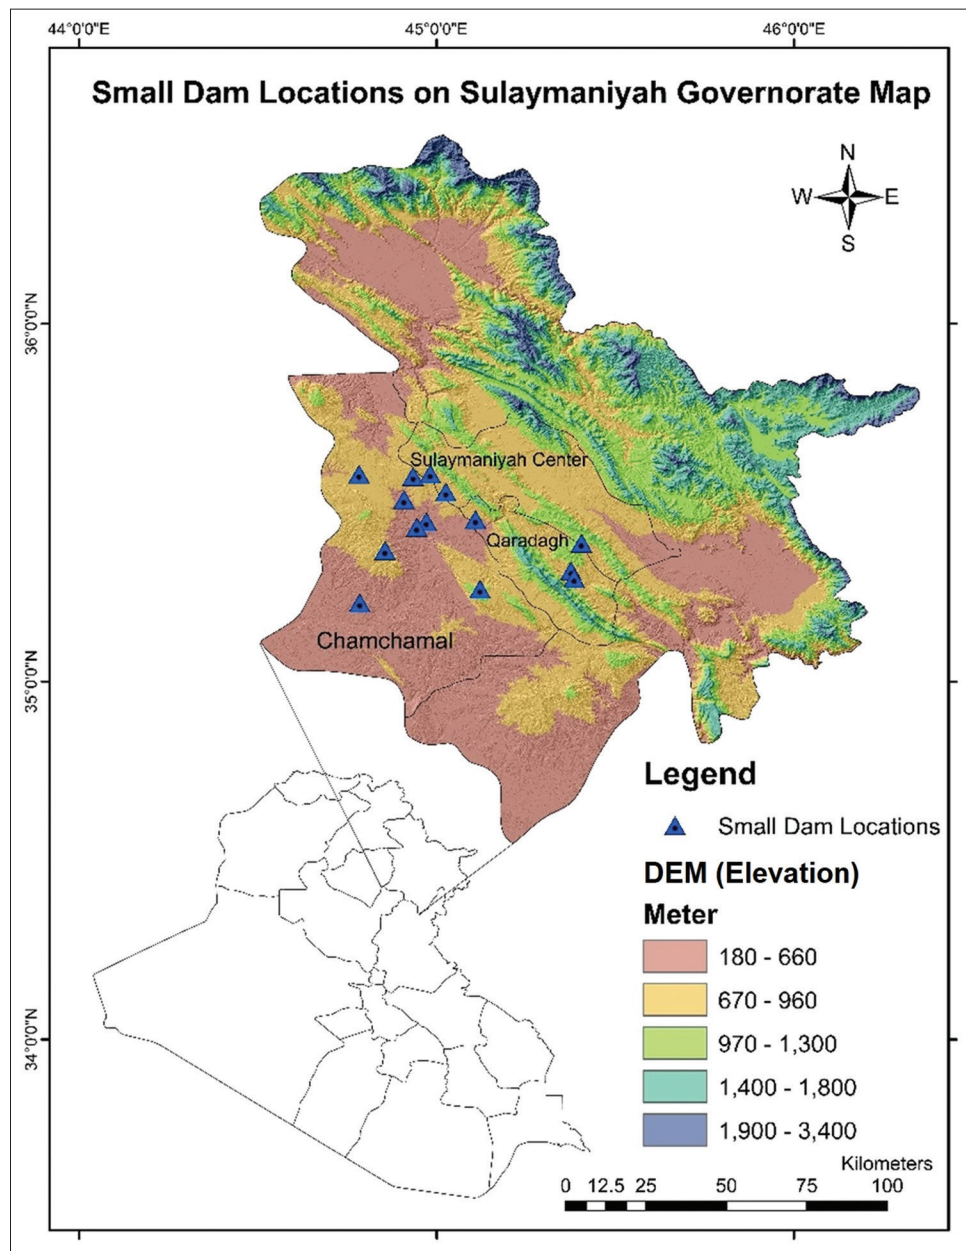 44°0'0"E 45°0'0"E 46°0'0"E
Small Dam Locations on Sulaymaniyah Governorate Map
N
W E
S
36°0'0"N
Sulaymaniyah Center
Qaradagh
Chamchamal
35°0'0"N
Legend
Small Dam Locations
DEM (Elevation)
Meter
180 - 660
670 - 960
970 - 1,300
34°0'0"N
1,400 - 1,800
1,900 - 3,400
Kilometers
0 12.5 25 50 75 100